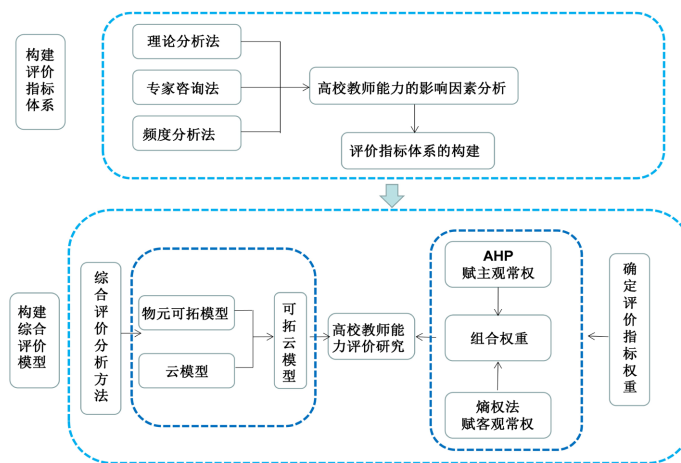 构建
评价
指标
体系
理论分析法
专家咨询法
频度分析法
高校教师能力的影响因素分析
评价指标体系的构建
构建
综合
评价
模型
综合评价分析方法
物元可拓模型
云模型
可拓云模型
高校教师能
力评价研究
AHP
赋主观常权
组合权重
熵权法
赋客观常权
确定评价指标权重